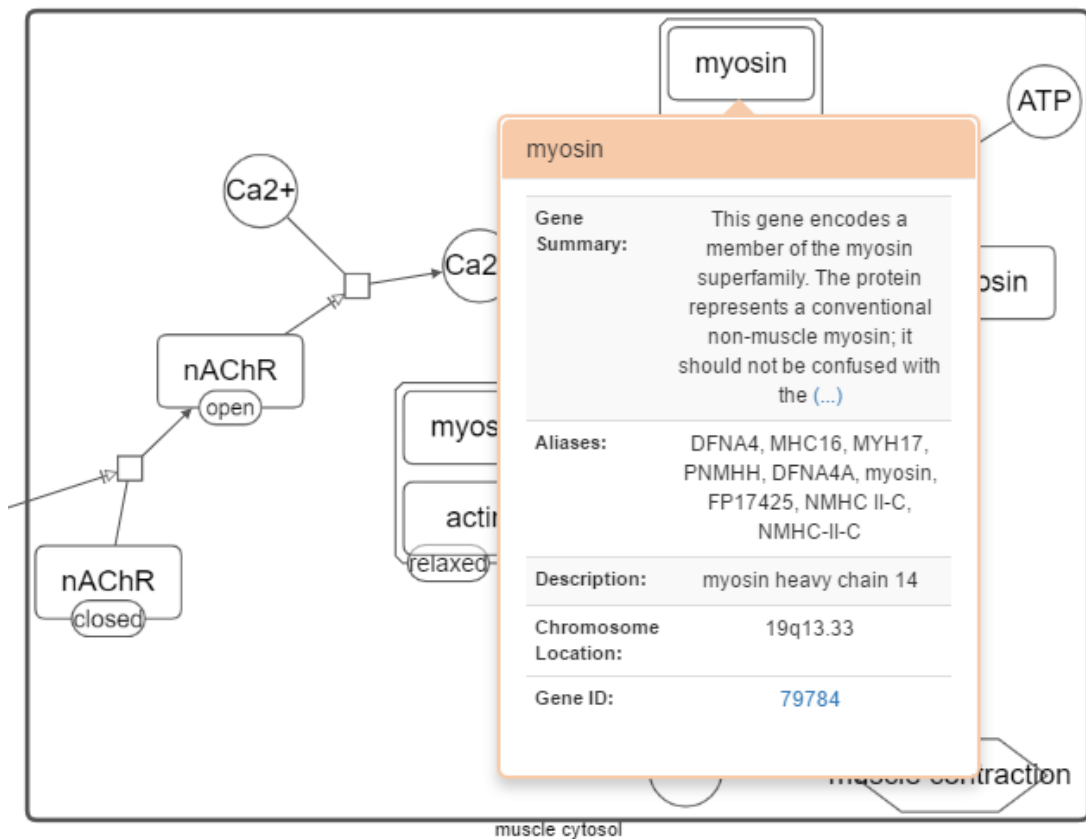 myosin
ATP
Ca2+
Ca2
osin
nAChR
open
myos
actin
relaxed
nAChR
closed
myosin
Gene
Summary:
This gene encodes a
member of the myosin
superfamily. The protein
represents a conventional
non-muscle myosin; it
should not be confused with
the (...)
Aliases:
DFNA4, MHC16, MYH17,
PNMHH, DFNA4A, myosin,
FP17425, NMHC II-C,
NMHC-II-C
Description:
myosin heavy chain 14
Chromosome
Location:
19q13.33
Gene ID:
79784
muscle contraction
muscle cytosol